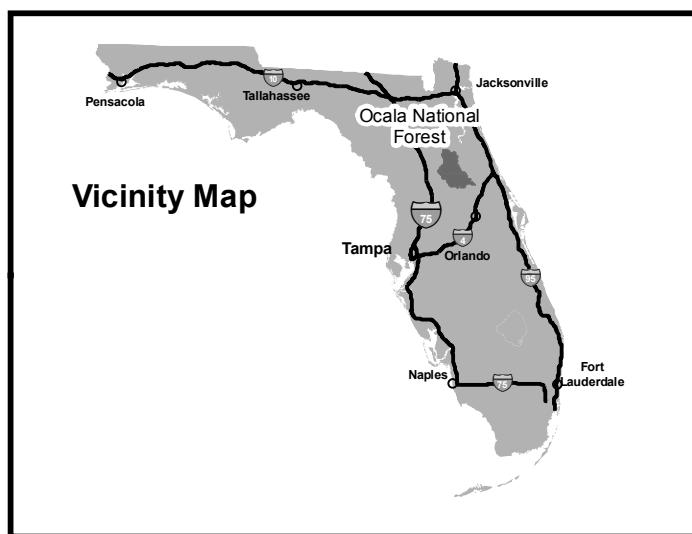 Jacksonville
10
Pensacola
Tallahassee
Ocala National
Forest
Vicinity Map
75
4
Tampa
Orlando
95
Naples
75
Fort
Lauderdale